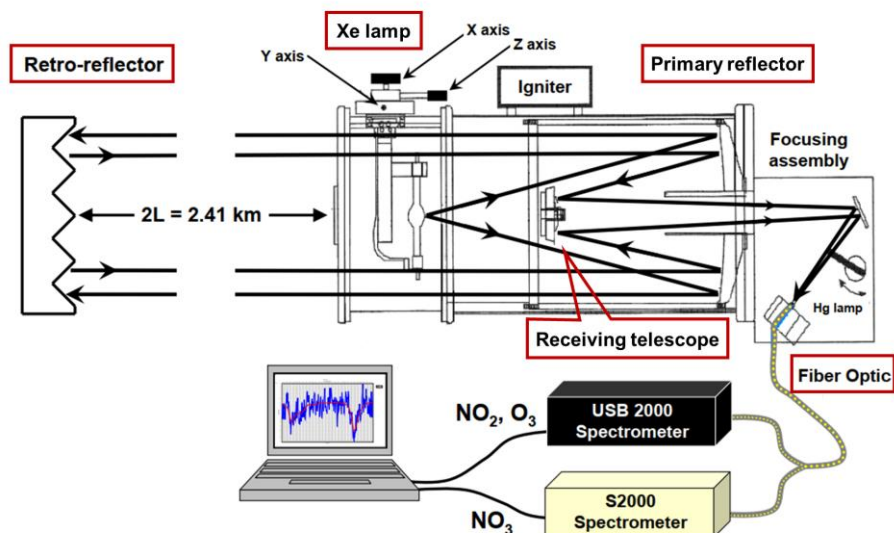 Xe lamp
X axis
Z axis
Y axis
Retro-reflector
Igniter
Primary reflector
Focusing
assembly
2L = 2.41 km
Hg lamp
Receiving telescope
Fiber Optic
NO₂, O₃
USB 2000
Spectrometer
NO₃
S2000
Spectrometer